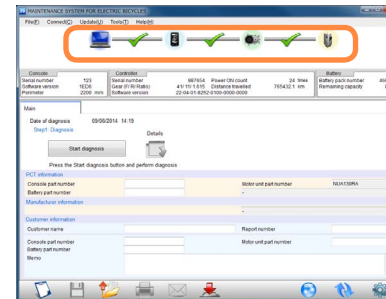 MAINTENANCE SYSTEM FOR ELECTRIC BICYCLES
File(F) Connect(C) Update(U) Tools(T) Help(H)
Console
Serial number 123
Software version 1ED8
Perimeter 2200 mm
Controller
Serial number 987654
Gear (F/ R/ Ratio) 41/ 11/ 1.615
Software version 22-04-01-8292-0100-0000-0000
Power ON count 24 times
Distance travelled 765432.1 km
Battery
Battery pack number
Remaining capacity
Main
Date of diagnosis 09/06/2014 14:19
Step1 Diagnosis
Details
Start diagnosis
Press the Start diagnosis button and perform diagnosis
PCT information
Console part number
Motor unit part number
Battery part number
-
Manufacturer information
-
Customer information
Customer name
Report number
Console part number
Motor unit part number
Battery part number
Memo